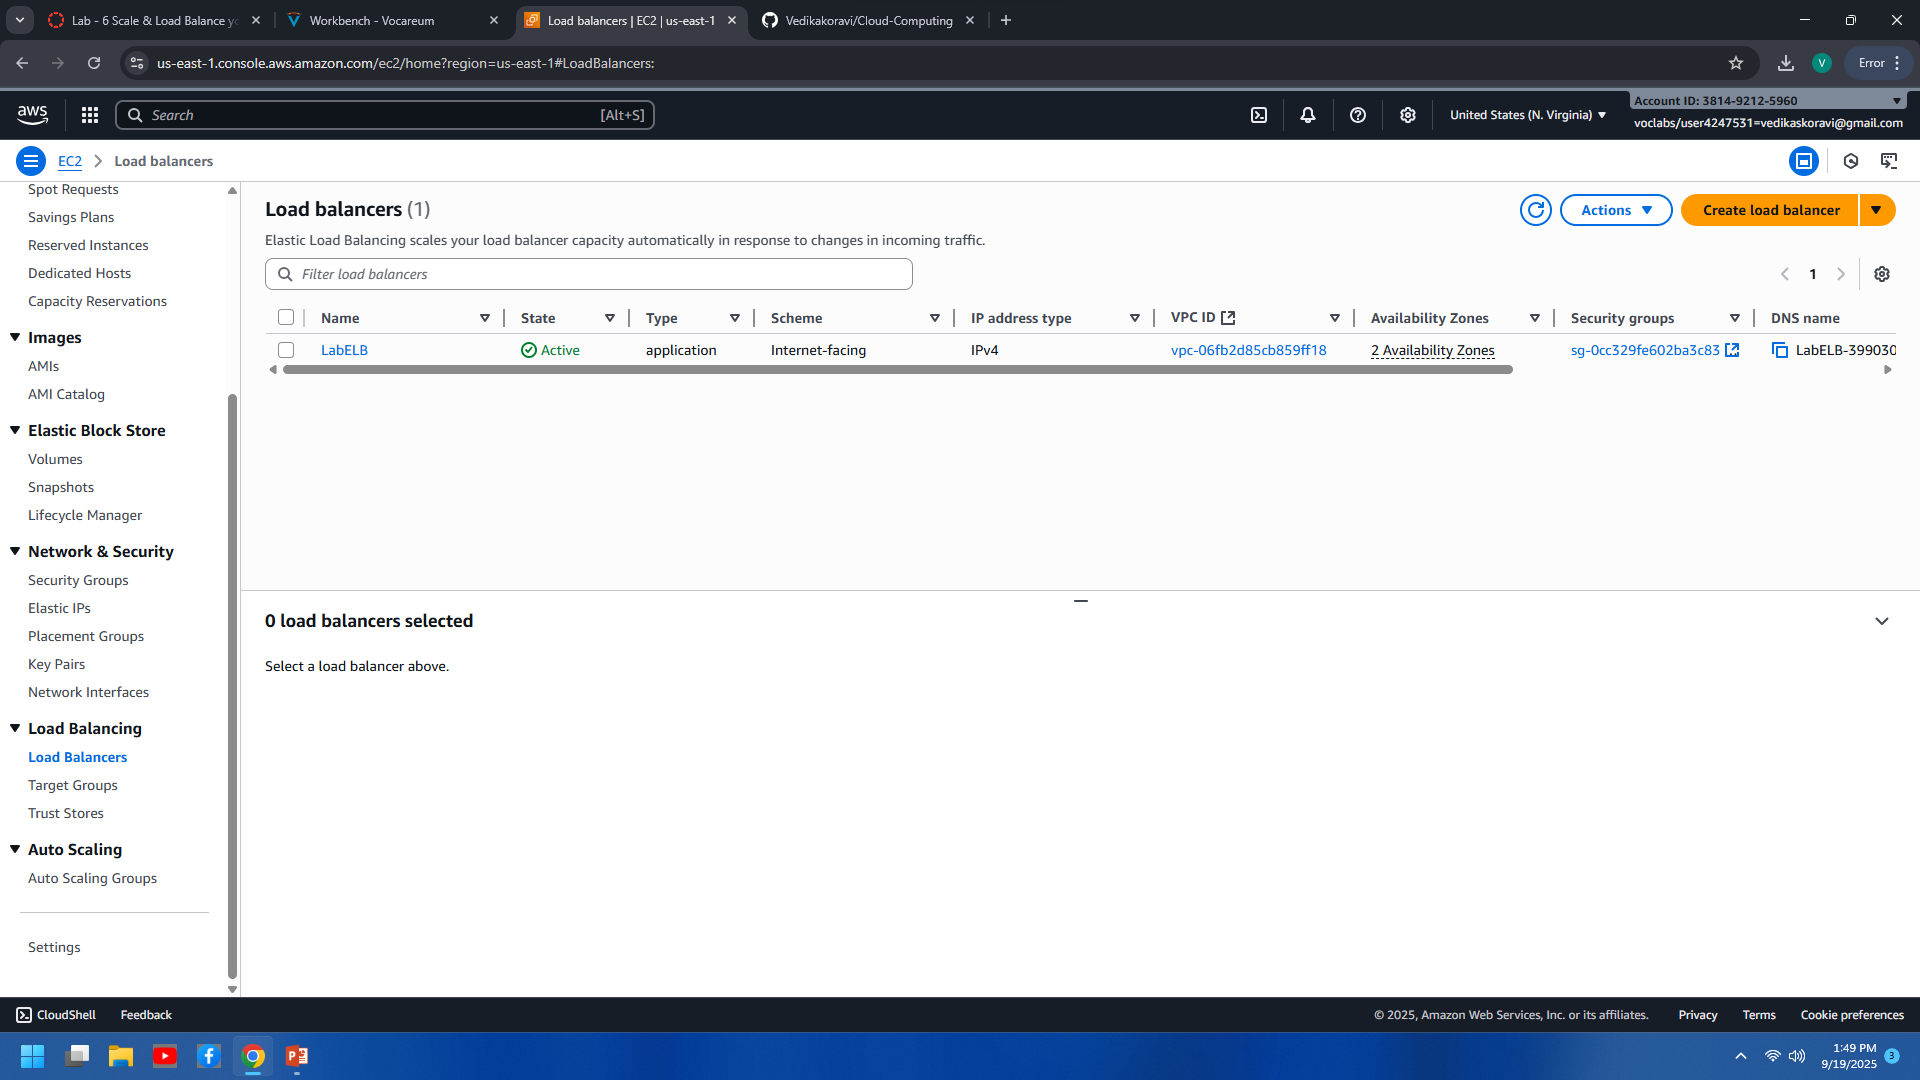 Lab - 6 Scale & Load Balance yo
Workbench - Vocareum
Load balancers | EC2 | us-east-1
Vedikakoravi/Cloud-Computing
us-east-1.console.aws.amazon.com/ec2/home?region=us-east-1#LoadBalancers:
V
Error
aws
Search
[Alt+S]
United States (N. Virginia)
Account ID: 3814-9212-5960
voclabs/user4247531=vedikaskoravi@gmail.com
EC2
Load balancers
Spot Requests
Savings Plans
Reserved Instances
Dedicated Hosts
Capacity Reservations
Images
AMIs
AMI Catalog
Elastic Block Store
Volumes
Snapshots
Lifecycle Manager
Network & Security
Security Groups
Elastic IPs
Placement Groups
Key Pairs
Network Interfaces
Load Balancing
Load Balancers
Target Groups
Trust Stores
Auto Scaling
Auto Scaling Groups
Settings
Load balancers (1)
Actions
Create load balancer
Elastic Load Balancing scales your load balancer capacity automatically in response to changes in incoming traffic.
Filter load balancers
1
Name State Type Scheme IP address type VPC ID Availability Zones Security groups DNS name
LabELB Active application Internet-facing IPv4 vpc-06fb2d85cb859ff18 2 Availability Zones sg-0cc329fe602ba3c83 LabELB-399030
0 load balancers selected
Select a load balancer above.
CloudShell
Feedback
© 2025, Amazon Web Services, Inc. or its affiliates.
Privacy
Terms
Cookie preferences
1:49 PM
9/19/2025
3